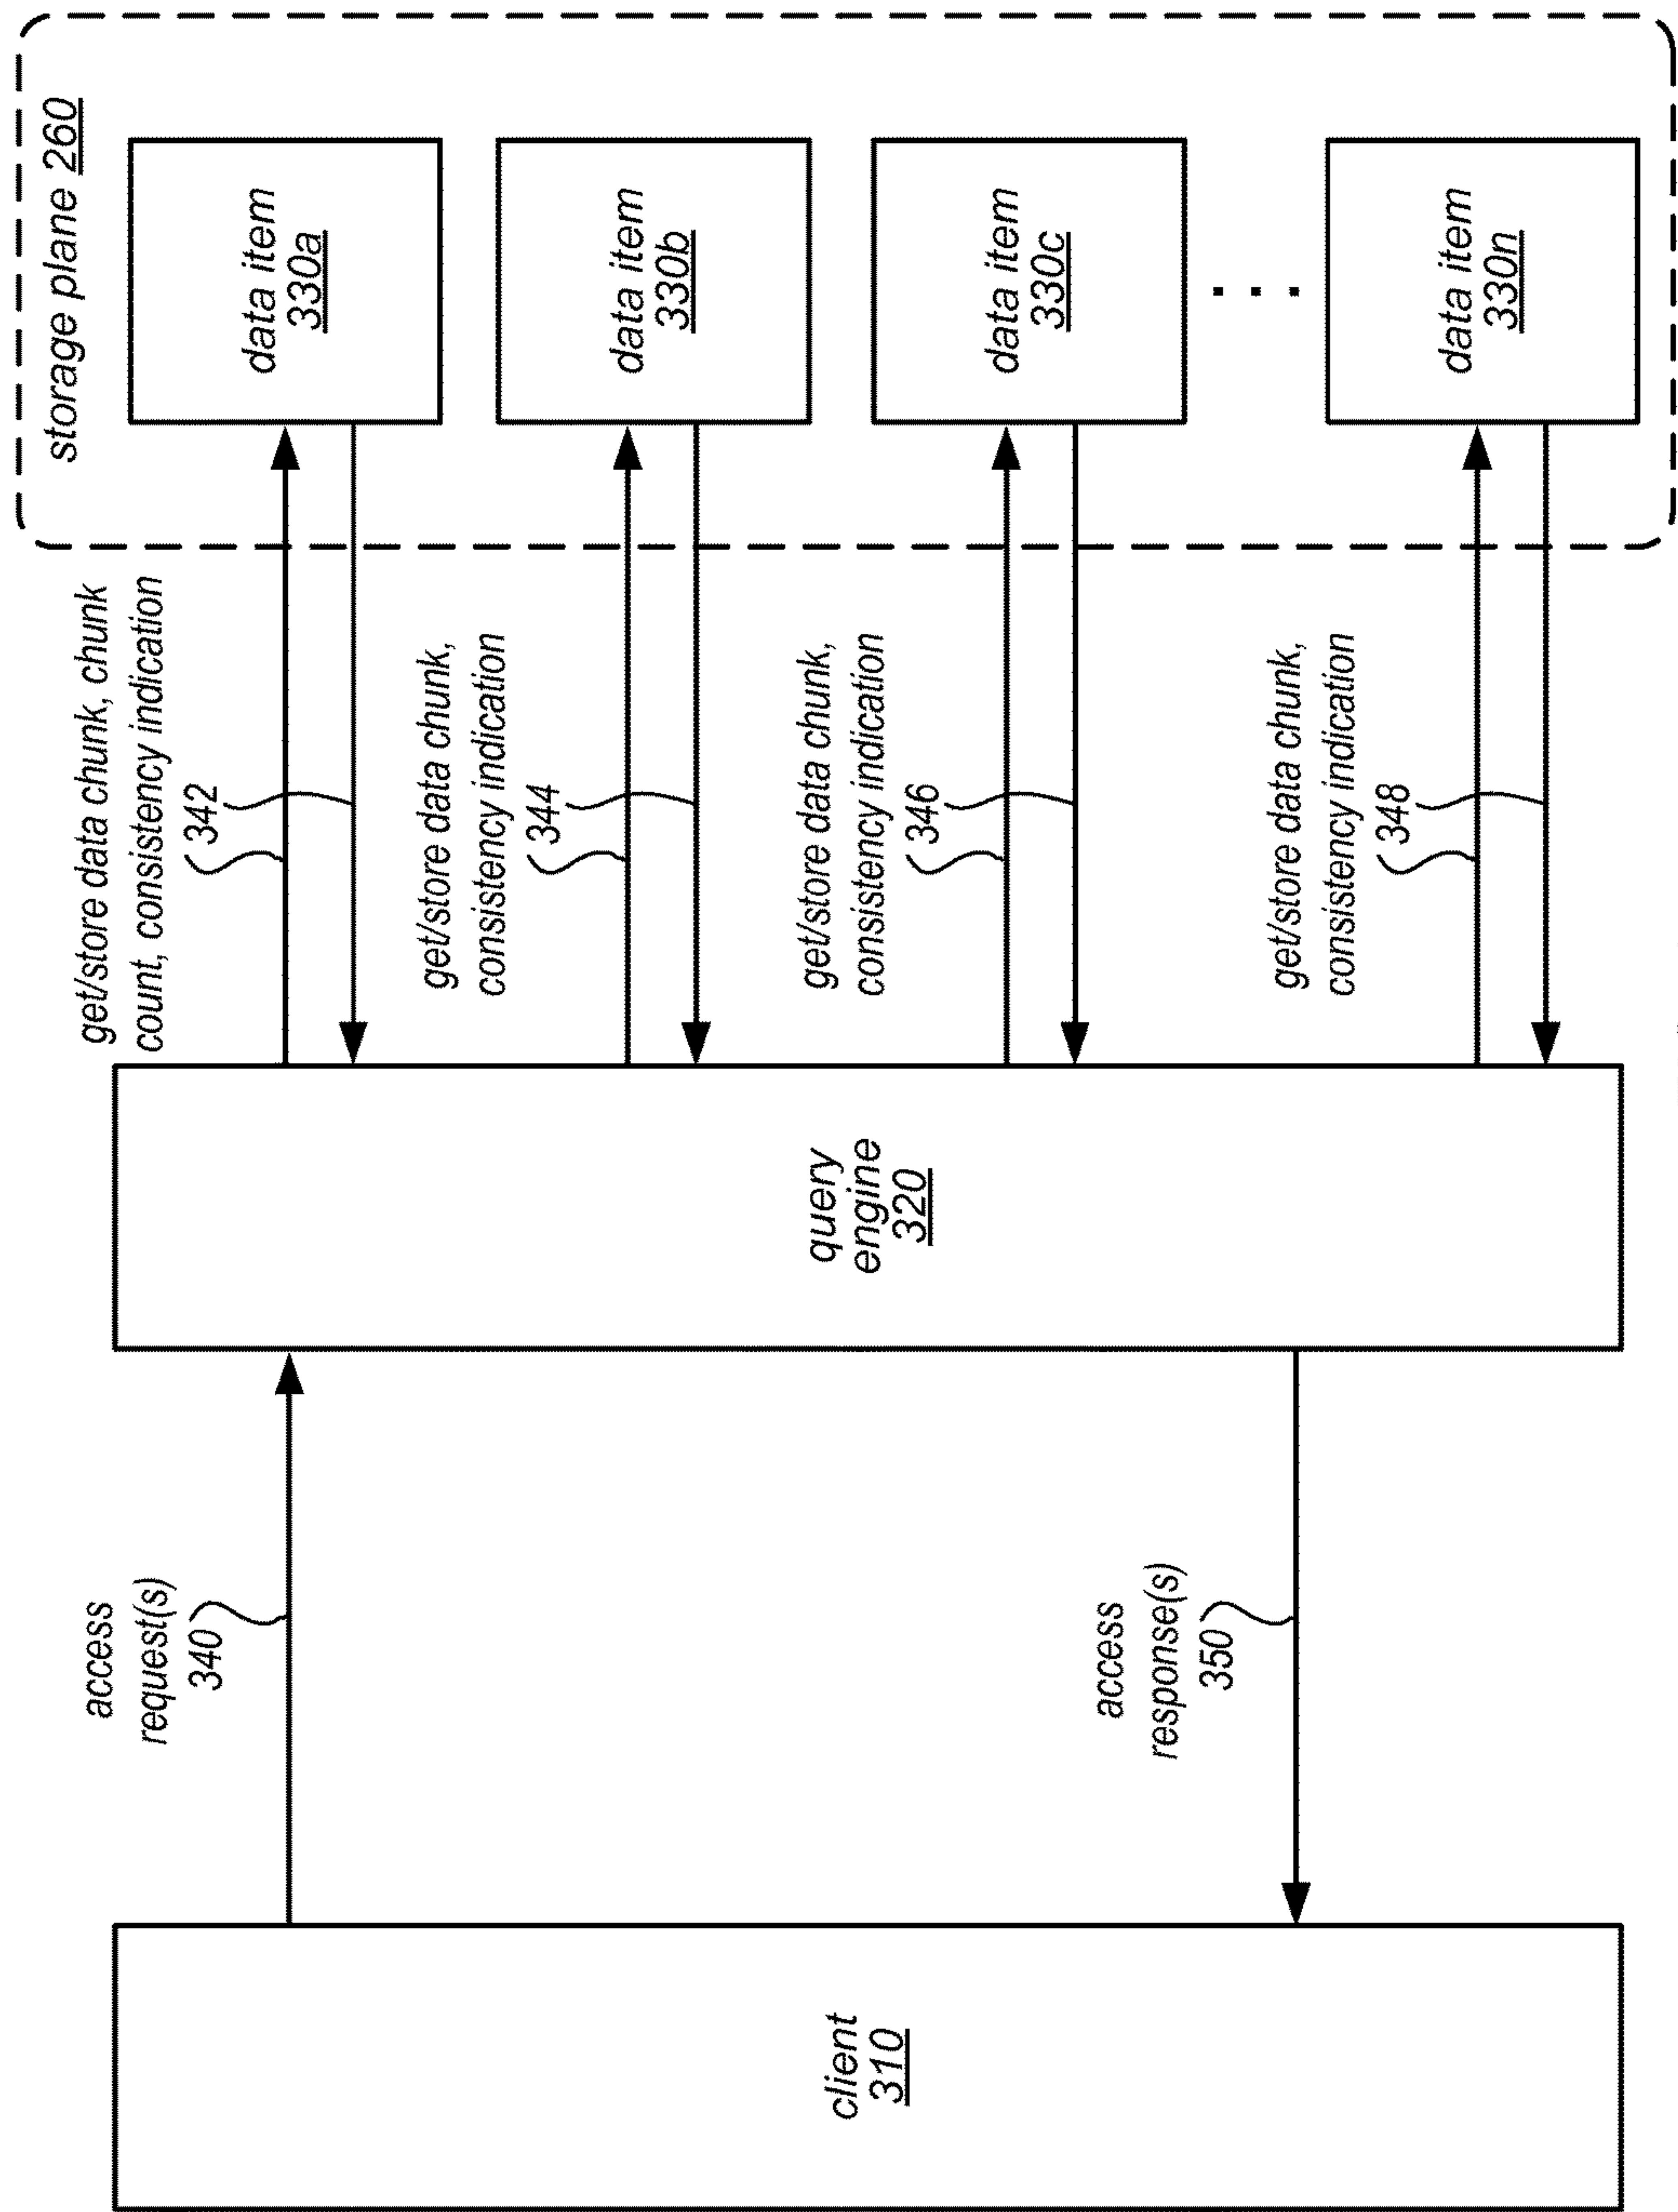 storage plane 260
data item
330a
data item
330b
data item
330c
. . .
data item
330n
get/store data chunk, chunk
count, consistency indication
342
get/store data chunk,
consistency indication
344
get/store data chunk,
consistency indication
346
get/store data chunk,
consistency indication
348
query
engine
320
access
request(s)
340
access
response(s)
350
client
310